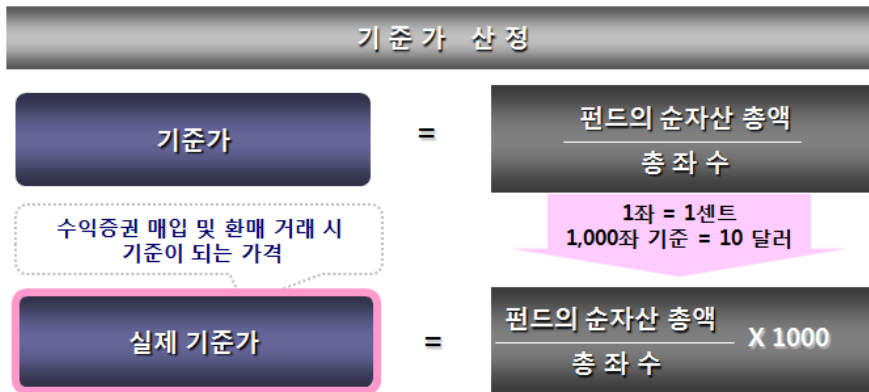 기준가 산정
기준가
=
펀드의 순자산 총액
총 좌 수
수익증권 매입 및 환매 거래 시
기준이 되는 가격
1좌 = 1센트
1,000좌 기준 = 10 달러
실제 기준가
=
펀드의 순자산 총액
총 좌 수
X 1000